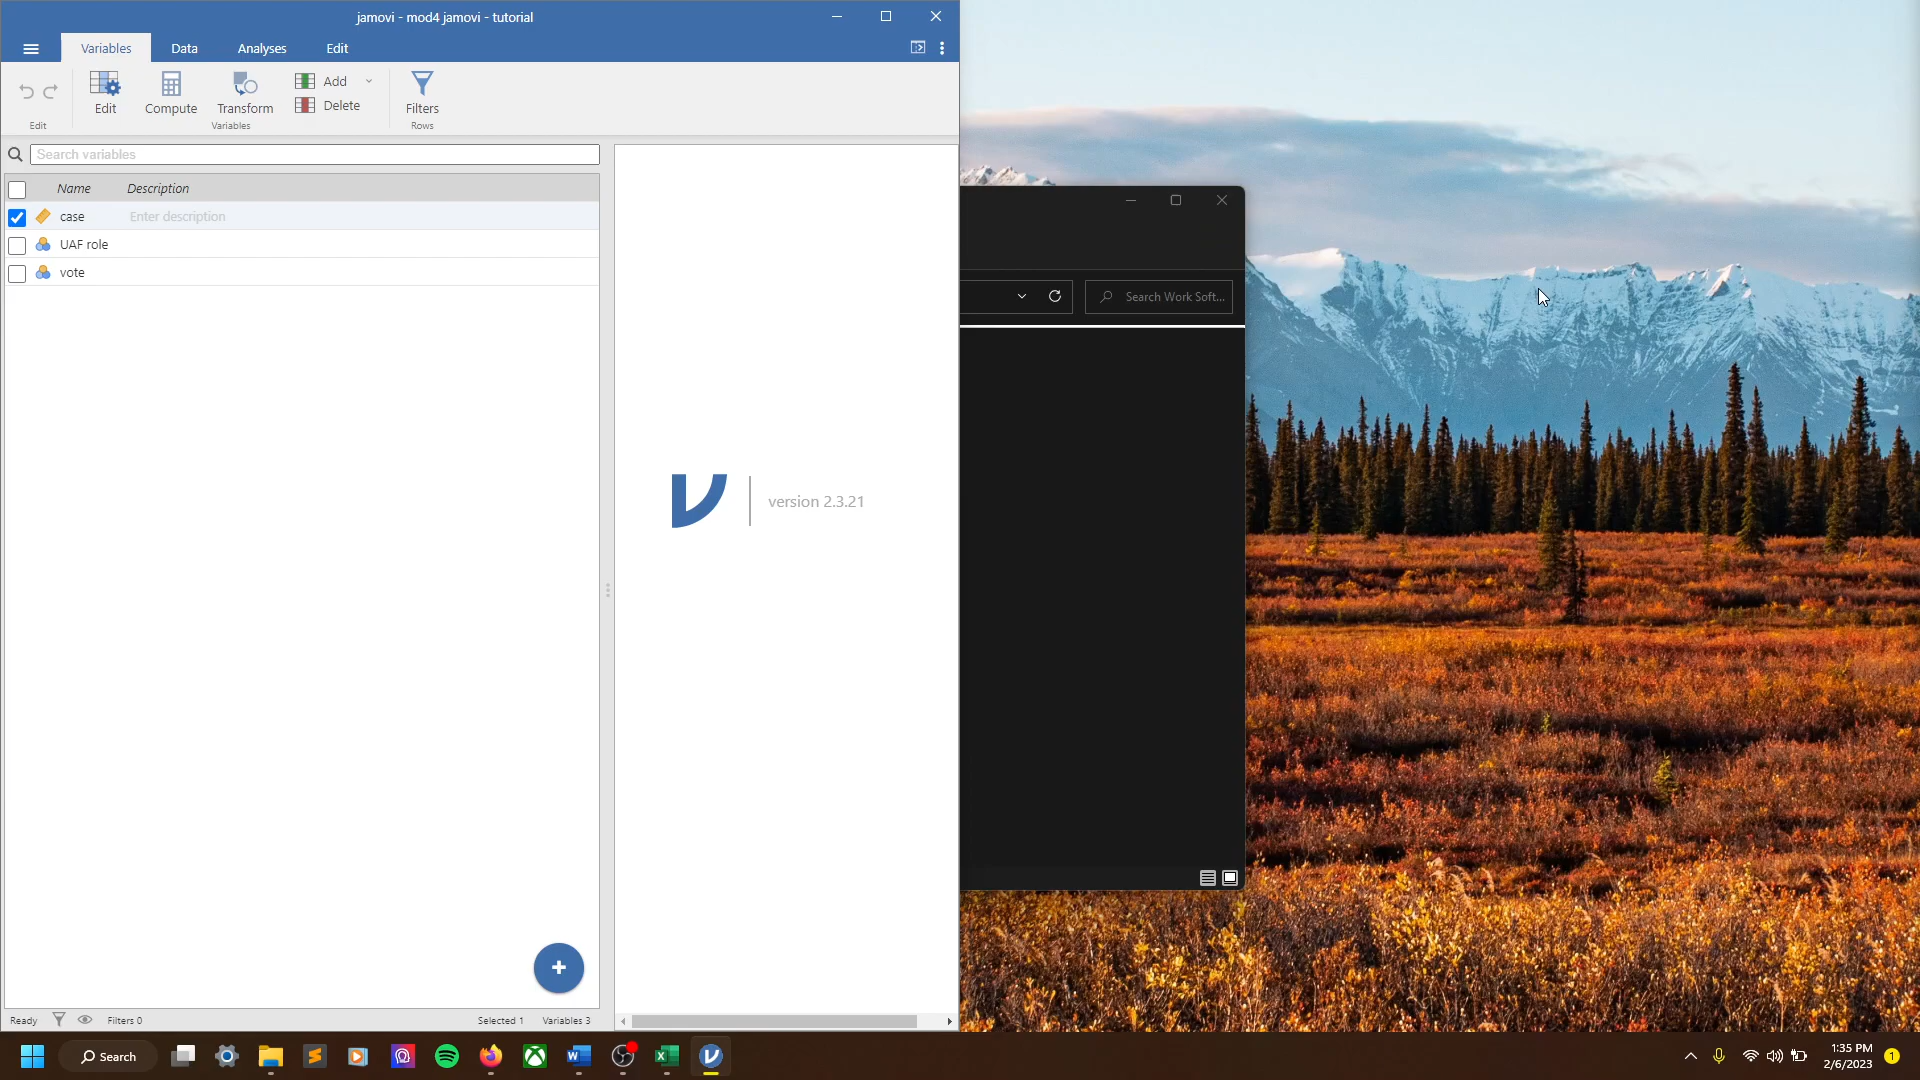 jamovi - mod4 jamovi - tutorial
Variables Data Analyses Edit
Edit Compute Transform Add Delete Filters
Edit Variables Rows
Search variables
Name Description
case Enter description
UAF role
vote
version 2.3.21
Search Work Soft...
Ready Filters 0 Selected 1 Variables 3
Search
1:35 PM
2/6/2023
1